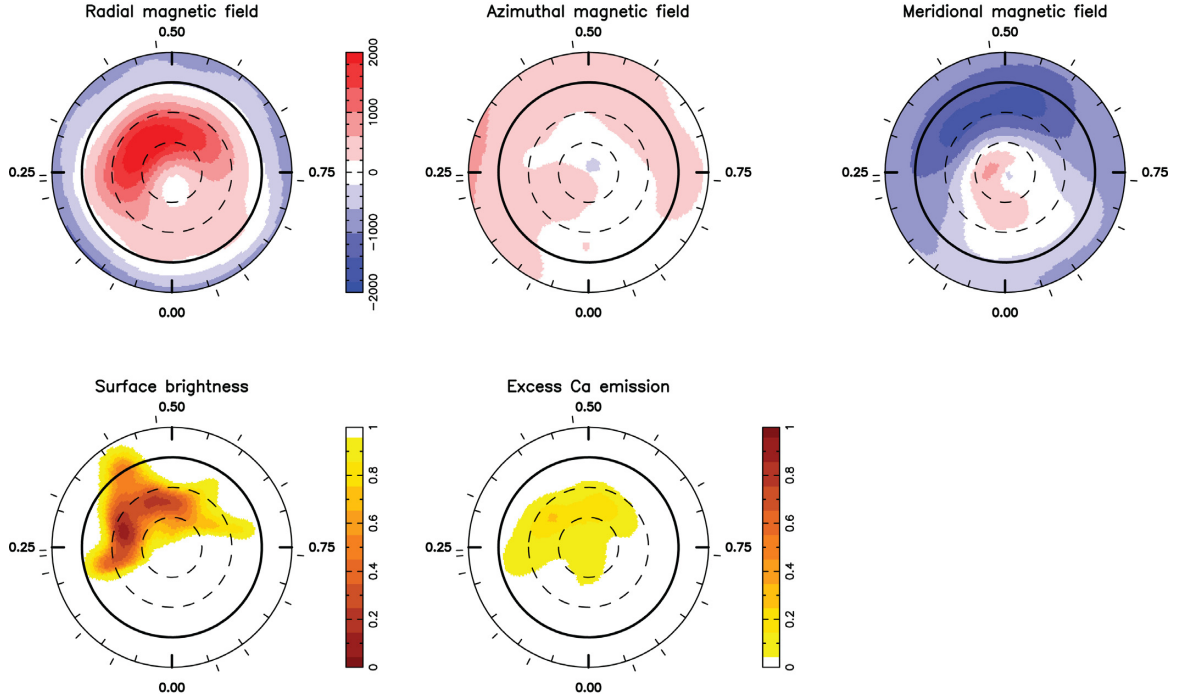 Radial magnetic field Azimuthal magnetic field Meridional magnetic field
0.50 0.50 0.50
2000
1000
0.25 0.75 0 0.25 0.75 0.25 0.75
−1000
−2000
0.00 0.00 0.00
Surface brightness Excess Ca emission
0.50 0.50
1 1
0.8 0.8
0.6 0.6
0.25 0.75 0.25 0.75
0.4 0.4
0.2 0.2
0 0
0.00 0.00